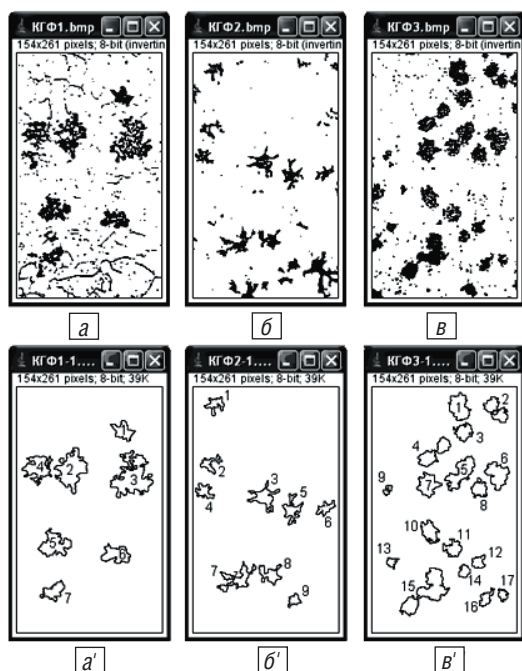 КГФ1.bmp КГФ2.bmp КГФ3.bmp
154x261 pixels; 8-bit (invertin 154x261 pixels; 8-bit (invertin 154x261 pixels; 8-bit (invertin
а б в
КГФ1-1.... КГФ2-1.... КГФ3-1....
154x261 pixels; 8-bit; 39K 154x261 pixels; 8-bit; 39K 154x261 pixels; 8-bit; 39K
1 2 3 4 5 6 7
1 2 3 4 5 6 7 8 9
1 2 3 4 5 6 7 8 9 10 11 12 13 14 15 16 17
а' б' в'